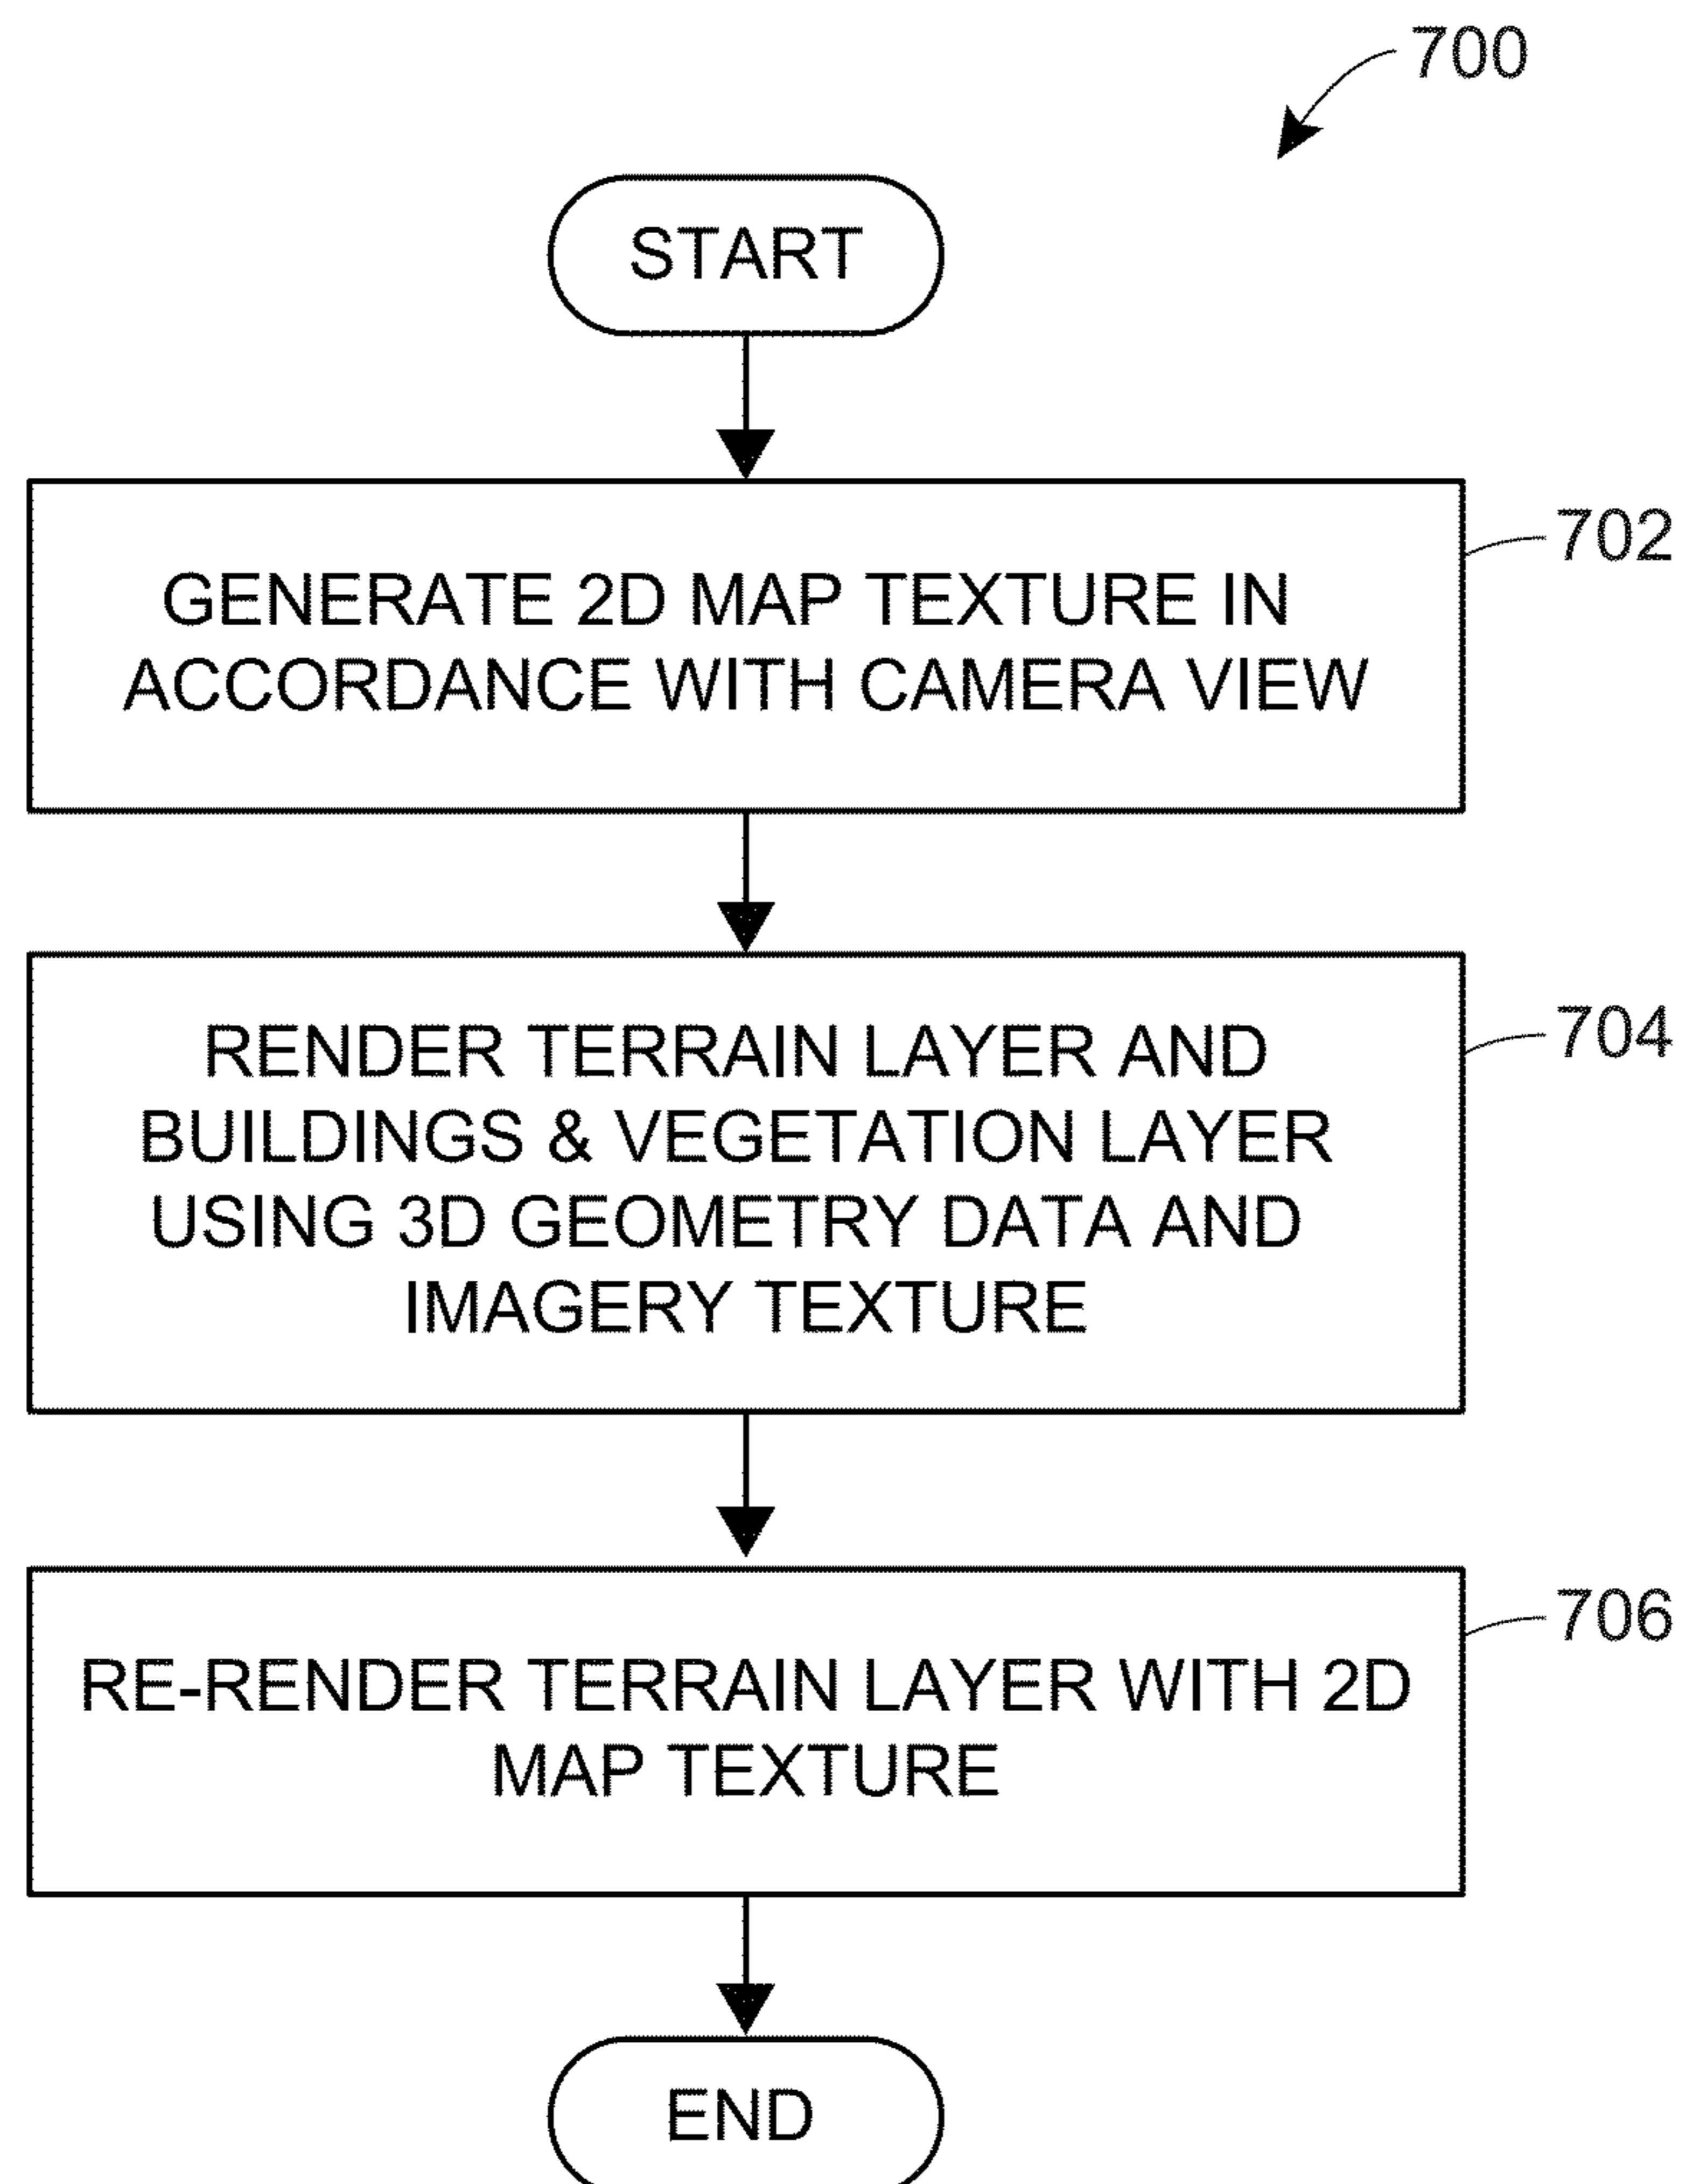 700
START
702
GENERATE 2D MAP TEXTURE IN
ACCORDANCE WITH CAMERA VIEW
704
RENDER TERRAIN LAYER AND
BUILDINGS & VEGETATION LAYER
USING 3D GEOMETRY DATA AND
IMAGERY TEXTURE
706
RE-RENDER TERRAIN LAYER WITH 2D
MAP TEXTURE
END